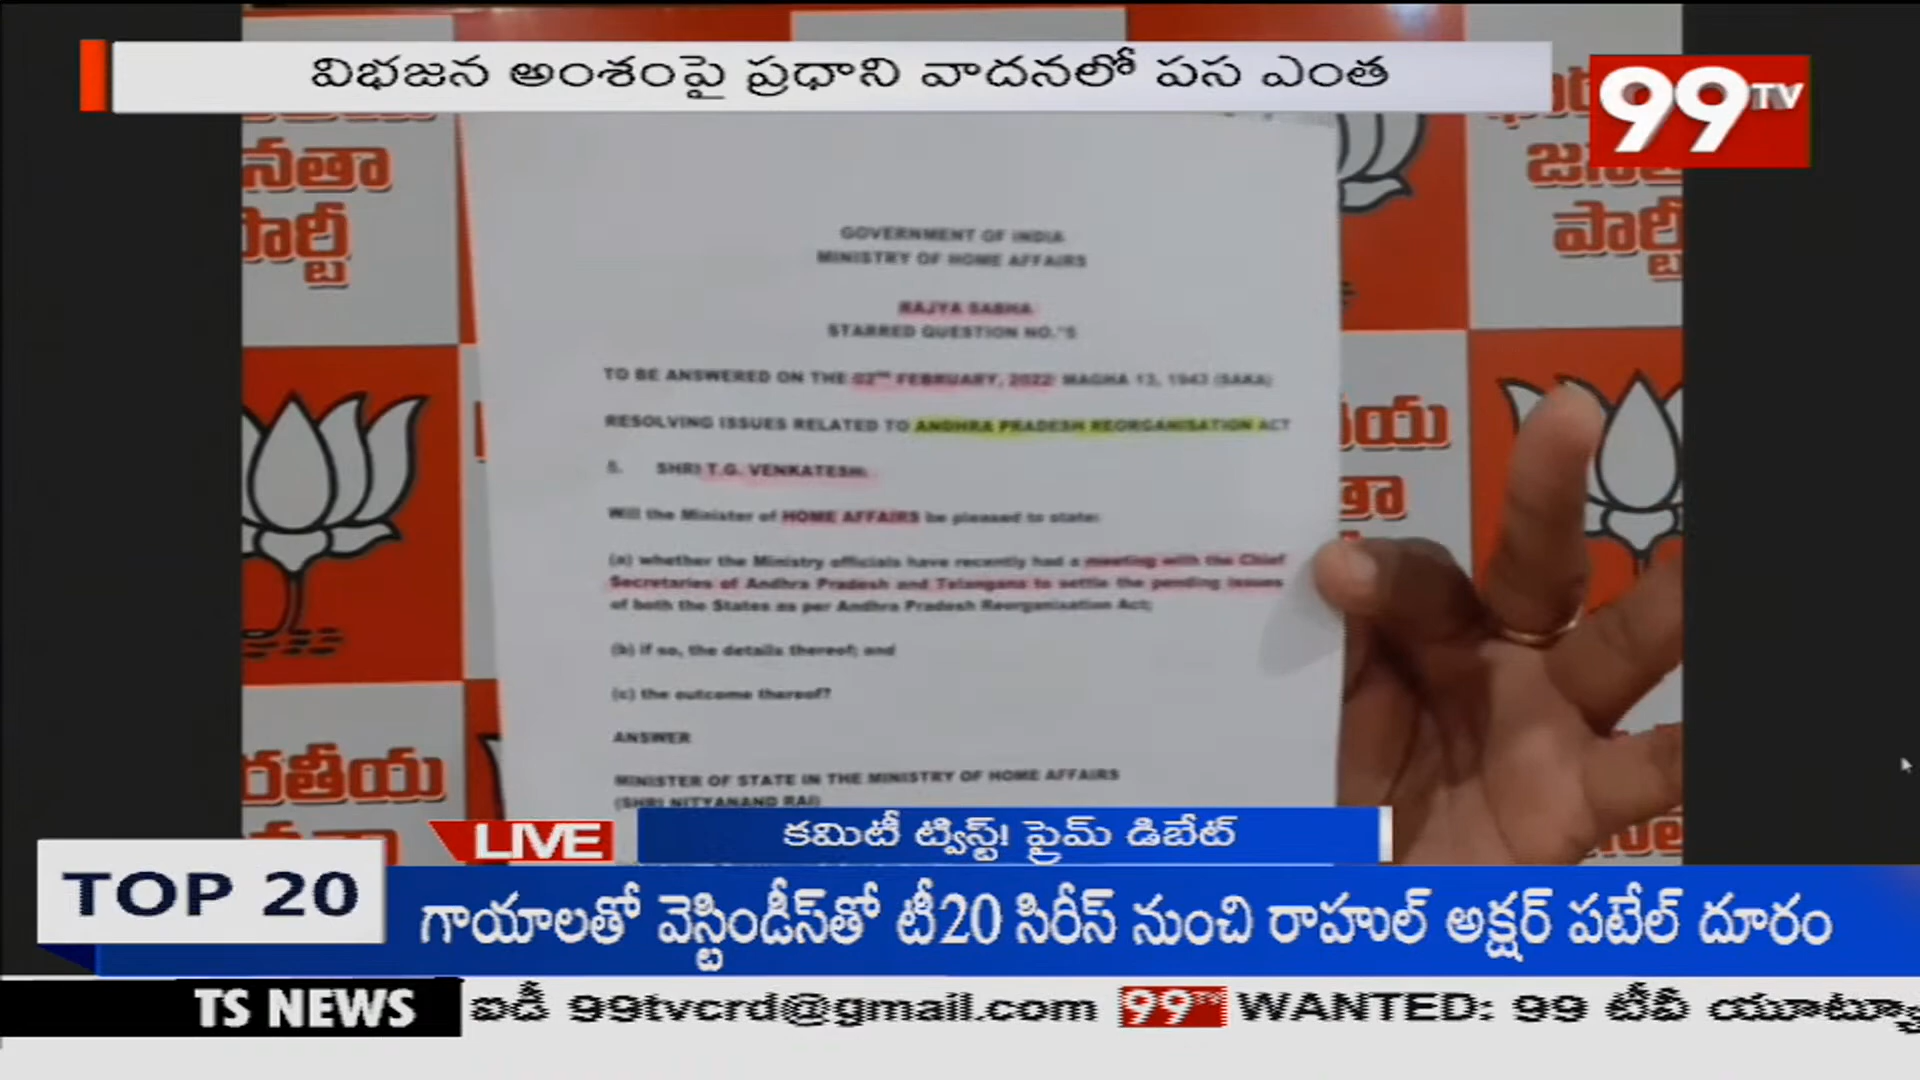 విభజన అంశంపై ప్రధాని వాదనలో పస ఎంత
99TV
నతా
పార్టీ
జనతా
పార్టీ
GOVERNMENT OF INDIA
MINISTRY OF HOME AFFAIRS
RAJYA SABHA
STARRED QUESTION NO.*5
TO BE ANSWERED ON THE 02ND FEBRUARY, 2022/ MAGHA 13, 1943 (SAKA)
RESOLVING ISSUES RELATED TO ANDHRA PRADESH REORGANISATION ACT
5. SHRI T.G. VENKATESH:
Will the Minister of HOME AFFAIRS be pleased to state:
(a) whether the Ministry officials have recently had a meeting with the Chief
Secretaries of Andhra Pradesh and Telangana to settle the pending issues
of both the States as per Andhra Pradesh Reorganisation Act;
(b) if so, the details thereof; and
(c) the outcome thereof?
ANSWER
MINISTER OF STATE IN THE MINISTRY OF HOME AFFAIRS
(SHRI NITYANAND RAI)
ీయ
తా
రతీయ
LIVE
కమిటీ ట్విస్ట్! ప్రైమ్ డిబేట్
TOP 20
గాయాలతో వెస్టిండీస్‌తో టీ20 సిరీస్ నుంచి రాహుల్ అక్షర్ పటేల్ దూరం
TS NEWS
ఐడీ 99tvcrd@gmail.com 99TV WANTED: 99 టీవీ యూట్యూ